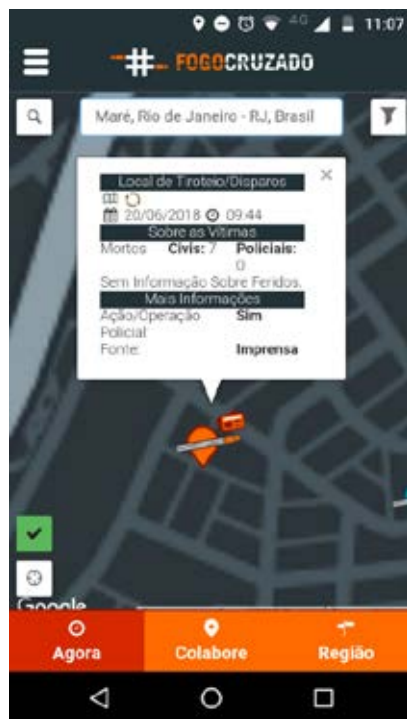 4G 11:07
FOGOCRUZADO
Maré, Rio de Janeiro - RJ, Brasil
Local de Tiroteio/Disparos
20/06/2018 09:44
Sobre as Vítimas
Mortos Civis: 7 Policiais:
0
Sem Informação Sobre Feridos.
Mais Informações
Ação/Operação Sim
Policial
Fonte: Imprensa
Google
Agora Colabore Região